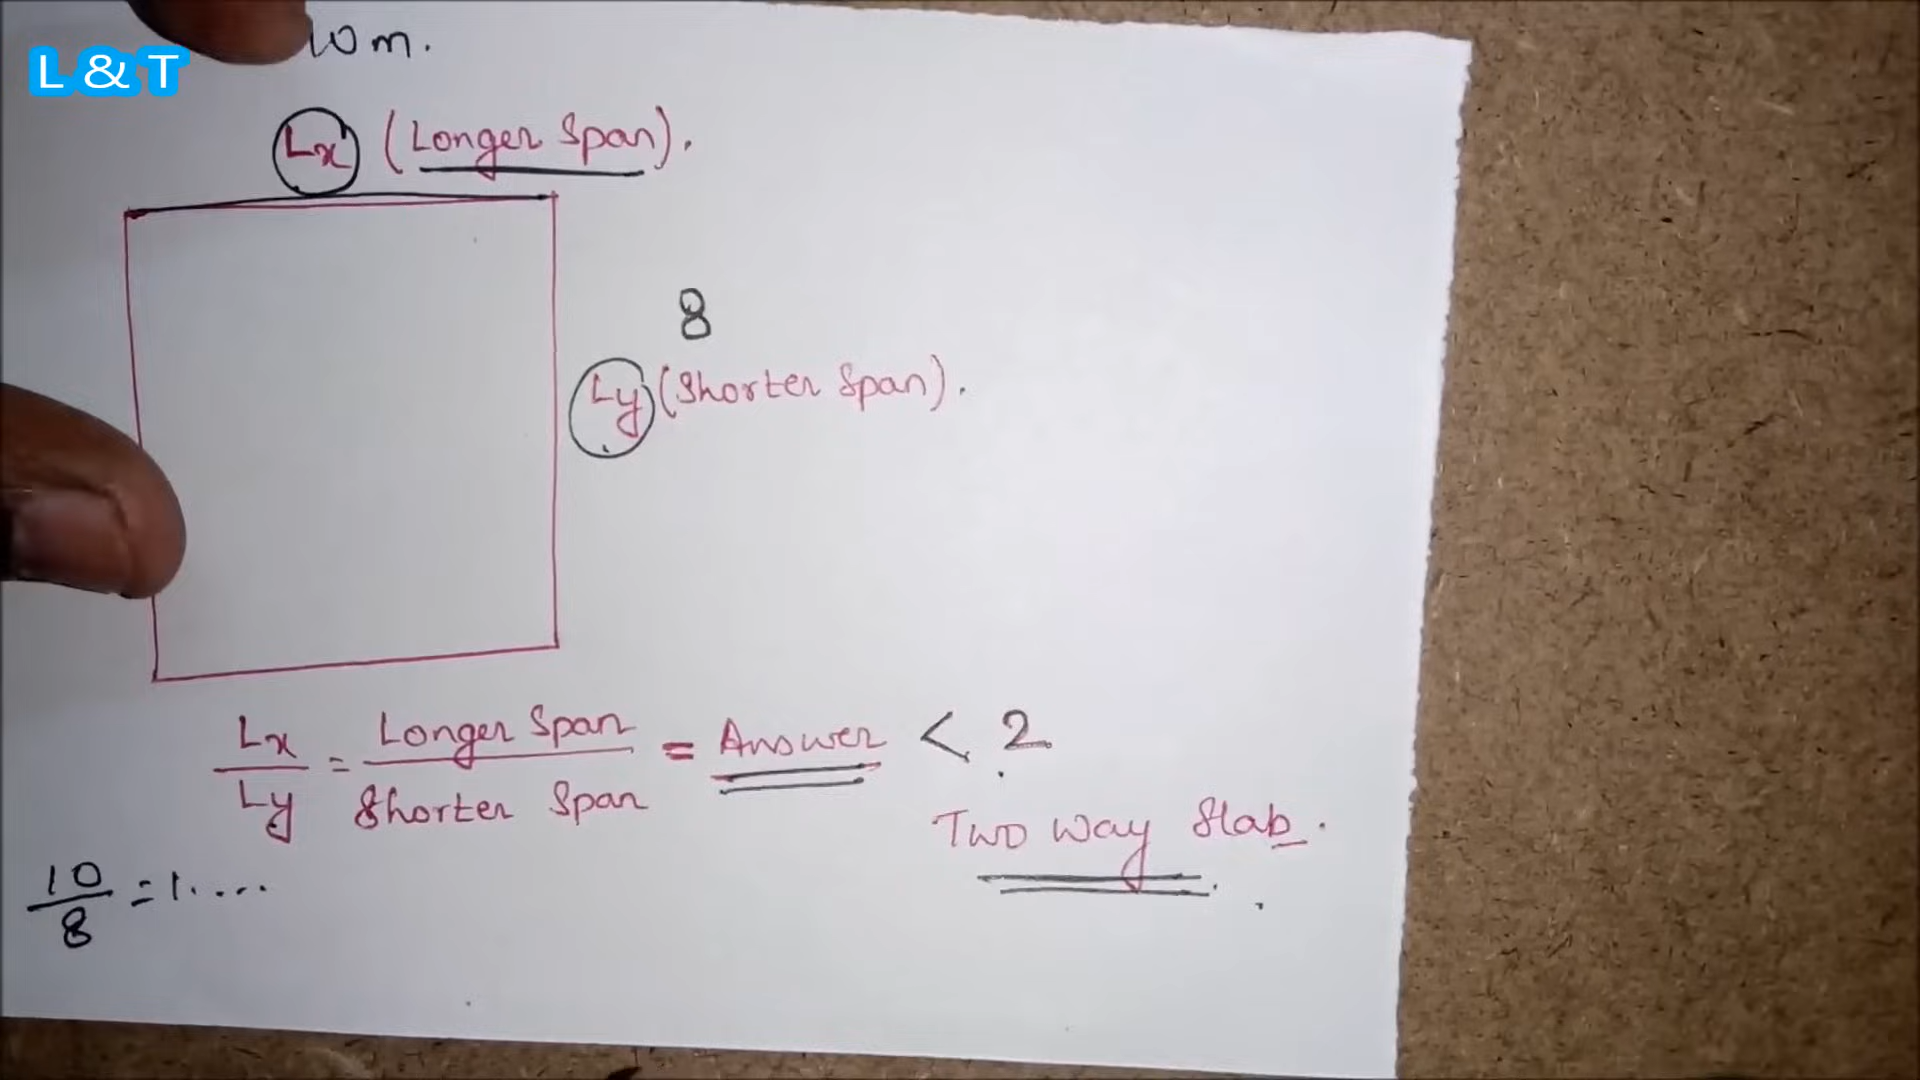 10m.
L&T
Lx (Longer Span).
8
Ly (Shorter Span).
Lx/Ly = Longer Span/Shorter Span = Answer < 2
Two way Slab.
10/8 = 1....